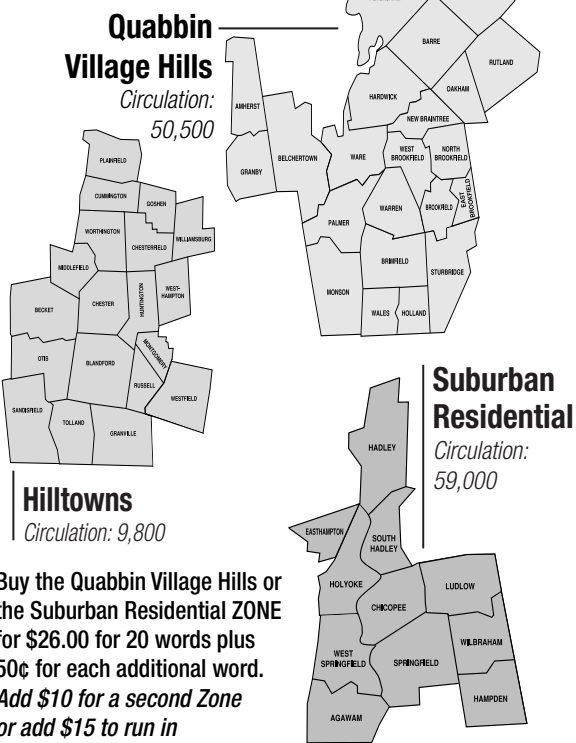 Quabbin
Village Hills
Circulation:
50,500
BARRE
RUTLAND
HARDWICK
OAKHAM
AMHERST
NEW BRAINTREE
BELCHERTOWN
WARE
WEST
BROOKFIELD
NORTH
BROOKFIELD
GRANBY
PALMER
WARREN
BROOKFIELD
EAST
BROOKFIELD
BRIMFIELD
STURBRIDGE
MONSON
WALES
HOLLAND
PLAINFIELD
CUMMINGTON
GOSHEN
WORTHINGTON
CHESTERFIELD
WILLIAMSBURG
MIDDLEFIELD
BECKET
CHESTER
HUNTINGTON
WEST-
HAMPTON
OTIS
BLANDFORD
MONTGOMERY
RUSSELL
WESTFIELD
SANDISFIELD
TOLLAND
GRANVILLE
Hilltowns
Circulation: 9,800
Suburban
Residential
Circulation:
59,000
HADLEY
EASTHAMPTON
SOUTH
HADLEY
HOLYOKE
CHICOPEE
LUDLOW
WEST
SPRINGFIELD
SPRINGFIELD
WILBRAHAM
AGAWAM
HAMPDEN
Buy the Quabbin Village Hills or
the Suburban Residential ZONE
for $26.00 for 20 words plus
50¢ for each additional word.
Add $10 for a second Zone
or add $15 to run in